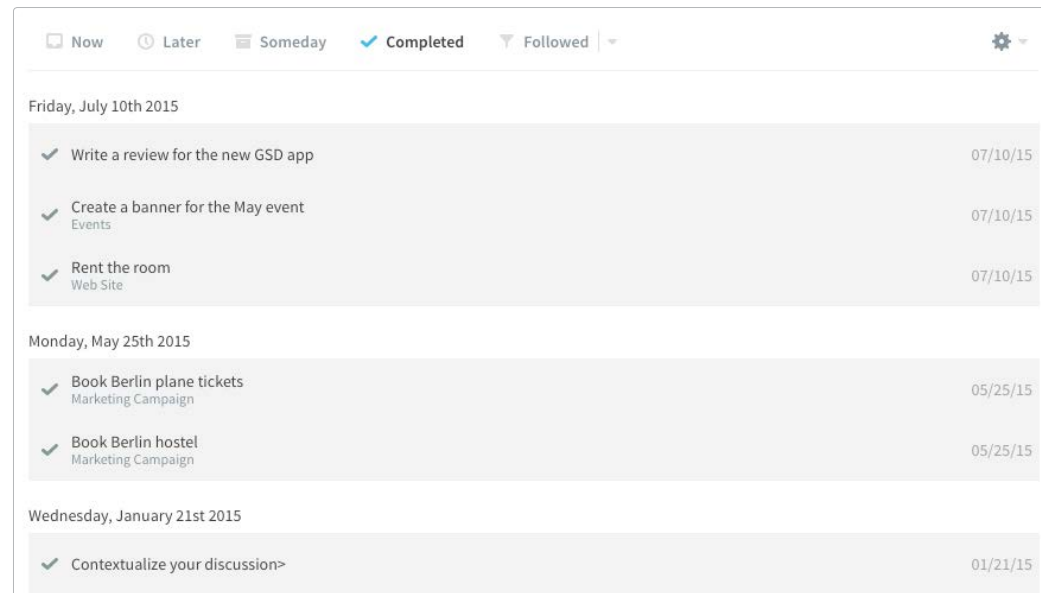 Now Later Someday Completed Followed
Friday, July 10th 2015
Write a review for the new GSD app 07/10/15
Create a banner for the May event 07/10/15
Events
Rent the room 07/10/15
Web Site
Monday, May 25th 2015
Book Berlin plane tickets 05/25/15
Marketing Campaign
Book Berlin hostel 05/25/15
Marketing Campaign
Wednesday, January 21st 2015
Contextualize your discussion> 01/21/15